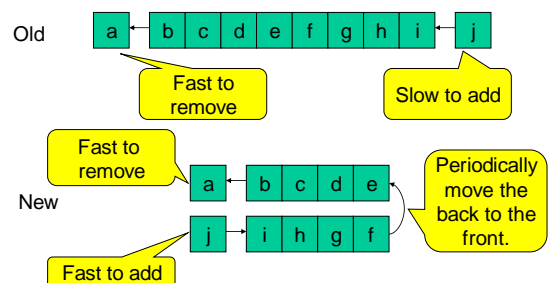 Old
a b c d e f g h i j
Fast to
remove
Slow to add
Fast to
remove
Periodically
move the
back to the
front.
a b c d e
New
j i h g f
Fast to add